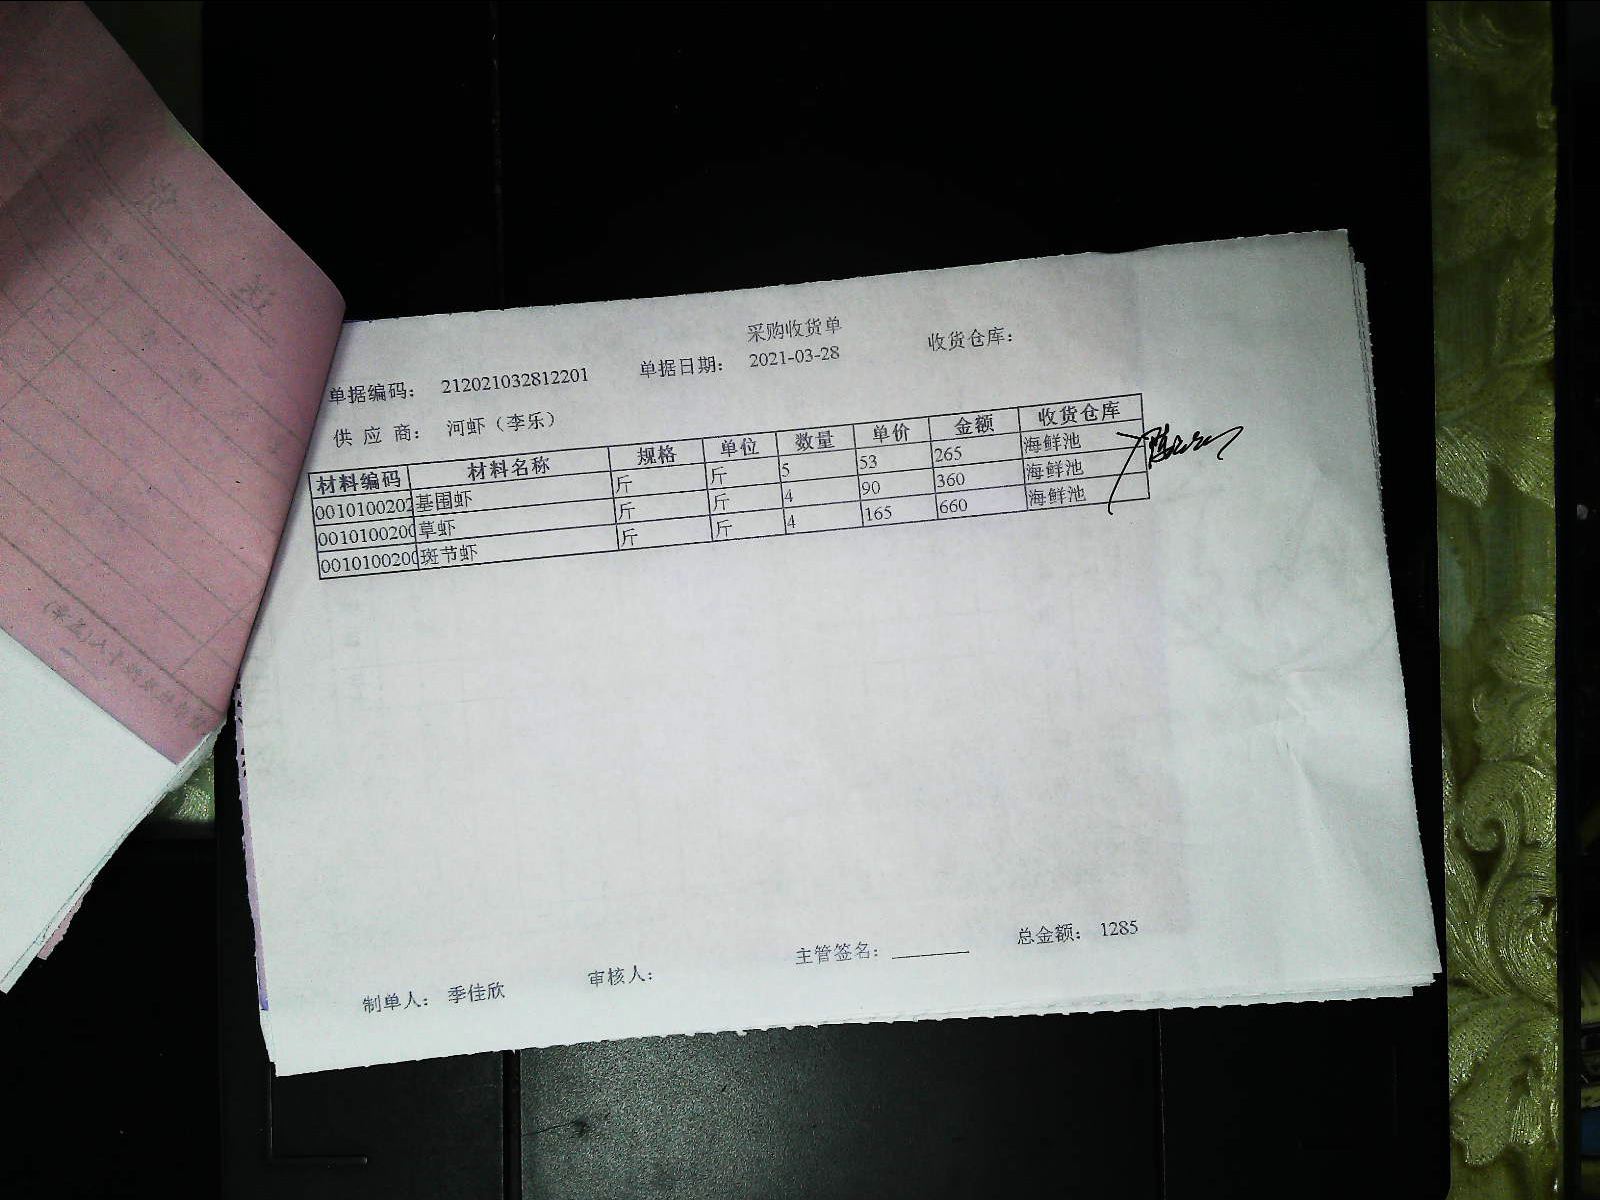 采购收货单
单据编码： 212021032812201 单据日期： 2021-03-28 收货仓库：
供 应 商： 河虾（李乐）
材料编码 材料名称 规格 单位 数量 单价 金额 收货仓库
0010100202 基围虾 斤 斤 5 53 265 海鲜池
001010020 草虾 斤 斤 4 90 360 海鲜池
001010020 斑节虾 斤 斤 4 165 660 海鲜池
制单人： 季佳欣 审核人： 主管签名： 总金额： 1285